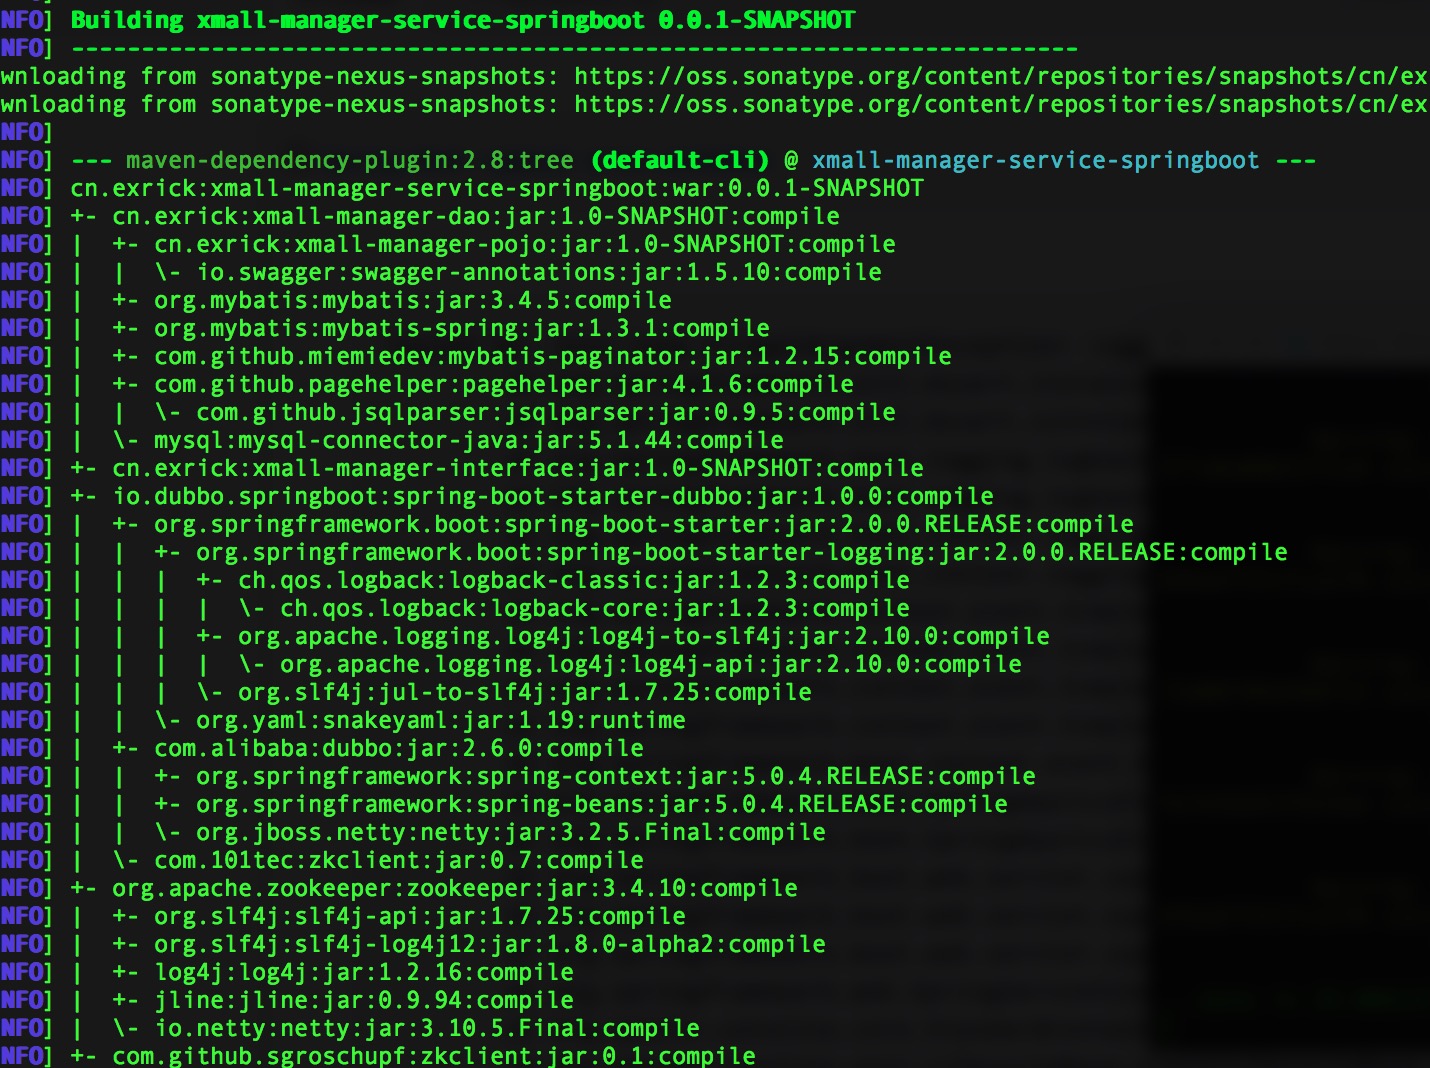 NFO] Building xmall-manager-service-springboot 0.0.1-SNAPSHOT
NFO] ------------------------------------------------------------------------
wnloading from sonatype-nexus-snapshots: https://oss.sonatype.org/content/repositories/snapshots/cn/ex
wnloading from sonatype-nexus-snapshots: https://oss.sonatype.org/content/repositories/snapshots/cn/ex
NFO]
NFO] --- maven-dependency-plugin:2.8:tree (default-cli) @ xmall-manager-service-springboot ---
NFO] cn.exrick:xmall-manager-service-springboot:war:0.0.1-SNAPSHOT
NFO] +- cn.exrick:xmall-manager-dao:jar:1.0-SNAPSHOT:compile
NFO] |  +- cn.exrick:xmall-manager-pojo:jar:1.0-SNAPSHOT:compile
NFO] |  |  \- io.swagger:swagger-annotations:jar:1.5.10:compile
NFO] |  +- org.mybatis:mybatis:jar:3.4.5:compile
NFO] |  +- org.mybatis:mybatis-spring:jar:1.3.1:compile
NFO] |  +- com.github.miemiedev:mybatis-paginator:jar:1.2.15:compile
NFO] |  +- com.github.pagehelper:pagehelper:jar:4.1.6:compile
NFO] |  |  \- com.github.jsqlparser:jsqlparser:jar:0.9.5:compile
NFO] |  \- mysql:mysql-connector-java:jar:5.1.44:compile
NFO] +- cn.exrick:xmall-manager-interface:jar:1.0-SNAPSHOT:compile
NFO] +- io.dubbo.springboot:spring-boot-starter-dubbo:jar:1.0.0:compile
NFO] |  +- org.springframework.boot:spring-boot-starter:jar:2.0.0.RELEASE:compile
NFO] |  |  +- org.springframework.boot:spring-boot-starter-logging:jar:2.0.0.RELEASE:compile
NFO] |  |  |  +- ch.qos.logback:logback-classic:jar:1.2.3:compile
NFO] |  |  |  |  \- ch.qos.logback:logback-core:jar:1.2.3:compile
NFO] |  |  |  +- org.apache.logging.log4j:log4j-to-slf4j:jar:2.10.0:compile
NFO] |  |  |  |  \- org.apache.logging.log4j:log4j-api:jar:2.10.0:compile
NFO] |  |  |  \- org.slf4j:jul-to-slf4j:jar:1.7.25:compile
NFO] |  |  \- org.yaml:snakeyaml:jar:1.19:runtime
NFO] |  +- com.alibaba:dubbo:jar:2.6.0:compile
NFO] |  |  +- org.springframework:spring-context:jar:5.0.4.RELEASE:compile
NFO] |  |  +- org.springframework:spring-beans:jar:5.0.4.RELEASE:compile
NFO] |  |  \- org.jboss.netty:netty:jar:3.2.5.Final:compile
NFO] |  \- com.101tec:zkclient:jar:0.7:compile
NFO] +- org.apache.zookeeper:zookeeper:jar:3.4.10:compile
NFO] |  +- org.slf4j:slf4j-api:jar:1.7.25:compile
NFO] |  +- org.slf4j:slf4j-log4j12:jar:1.8.0-alpha2:compile
NFO] |  +- log4j:log4j:jar:1.2.16:compile
NFO] |  +- jline:jline:jar:0.9.94:compile
NFO] |  \- io.netty:netty:jar:3.10.5.Final:compile
NFO] +- com.github.sgroschupf:zkclient:jar:0.1:compile